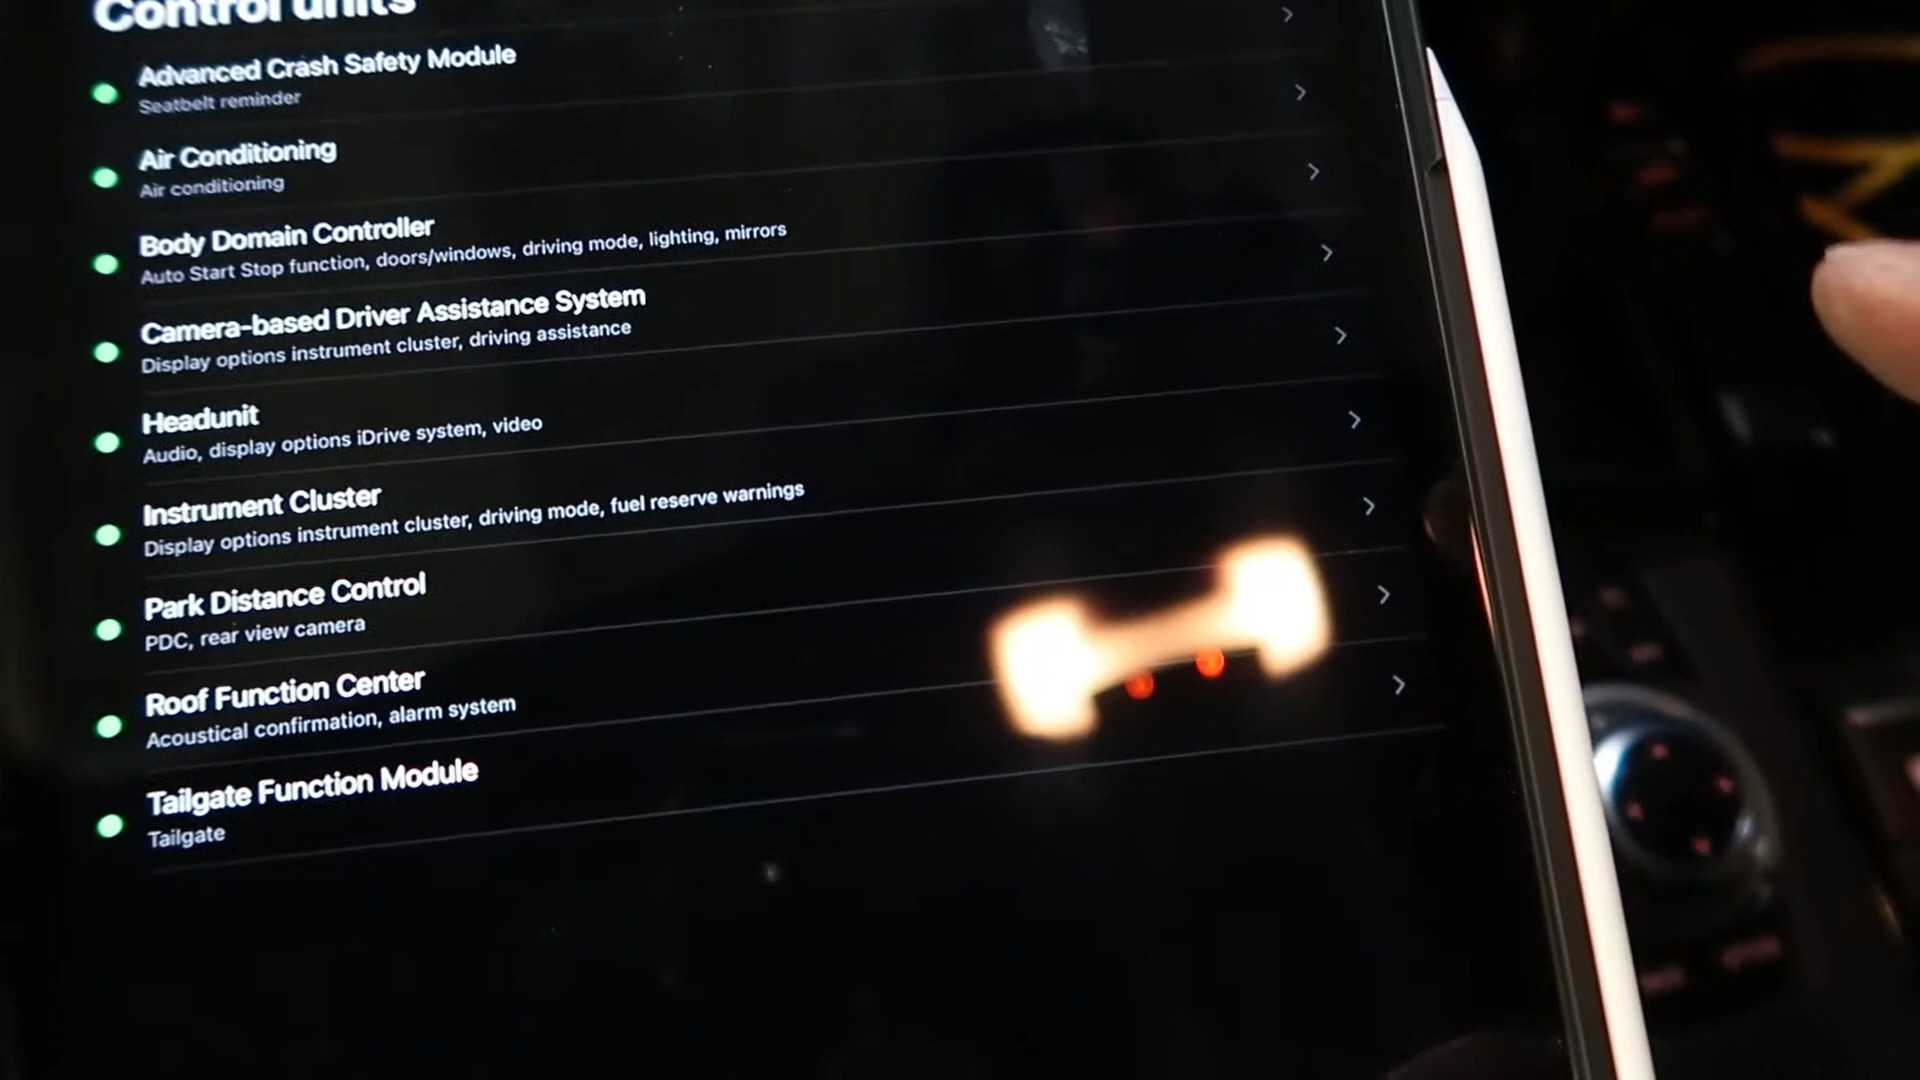 Control units
Advanced Crash Safety Module
Seatbelt reminder
Air Conditioning
Air conditioning
Body Domain Controller
Auto Start Stop function, doors/windows, driving mode, lighting, mirrors
Camera-based Driver Assistance System
Display options instrument cluster, driving assistance
Headunit
Audio, display options iDrive system, video
Instrument Cluster
Display options instrument cluster, driving mode, fuel reserve warnings
Park Distance Control
PDC, rear view camera
Roof Function Center
Acoustical confirmation, alarm system
Tailgate Function Module
Tailgate